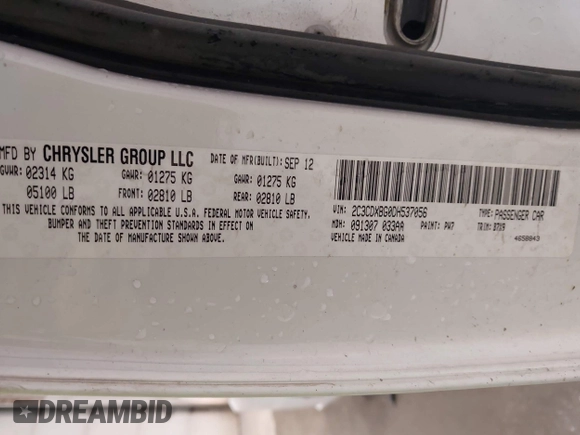 MFD BY CHRYSLER GROUP LLC
DATE OF MFR(BUILT): SEP 12
GVWR: 02314 KG
GAWR: 01275 KG
GAWR: 01275 KG
05100 LB
FRONT: 02810 LB
REAR: 02810 LB
THIS VEHICLE CONFORMS TO ALL APPLICABLE U.S.A. FEDERAL MOTOR VEHICLE SAFETY,
BUMPER AND THEFT PREVENTION STANDARDS IN EFFECT ON
THE DATE OF MANUFACTURE SHOWN ABOVE.
VIN: 2C3CDXBG0DH537056
TYPE: PASSENGER CAR
MDH: 091307 033AA
PAINT: PW7
TRIM: B7X9
VEHICLE MADE IN CANADA
4658843
DREAMBID